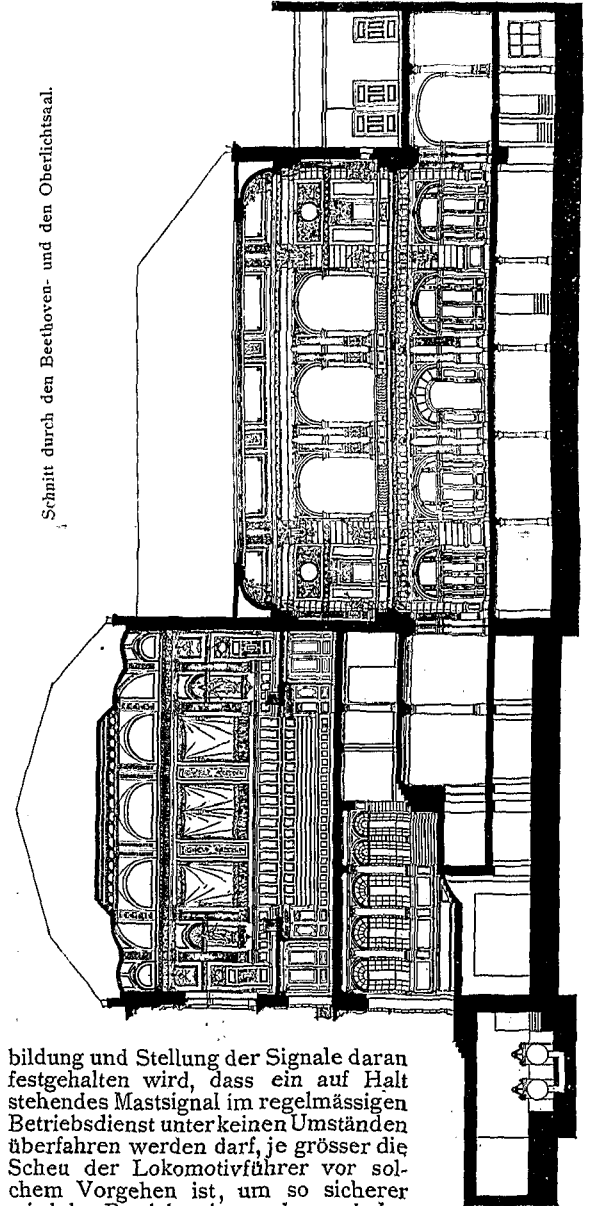 Schnitt durch den Beethoven- und den Oberlichtsaal.
bildung und Stellung der Signale daran
festgehalten wird, dass ein auf Halt
stehendes Mastsignal im regelmässigen
Betriebsdienst unter keinen Umständen
überfahren werden darf, je grösser die
Scheu der Lokomotivführer vor sol-
chem Vorgehen ist, um so sicherer